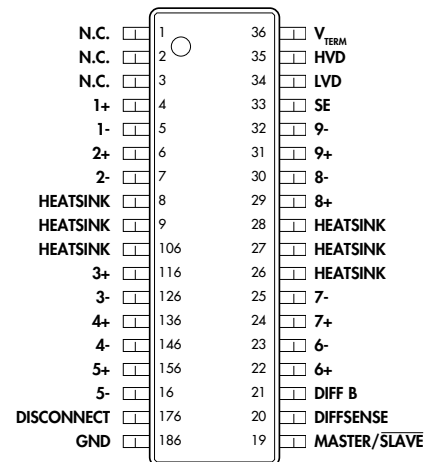 N.C. 1 36 V TERM
N.C. 2 35 HVD
N.C. 3 34 LVD
1+ 4 33 SE
1- 5 32 9-
2+ 6 31 9+
2- 7 30 8-
HEATSINK 8 29 8+
HEATSINK 9 28 HEATSINK
HEATSINK 106 27 HEATSINK
3+ 116 26 HEATSINK
3- 126 25 7-
4+ 136 24 7+
4- 146 23 6-
5+ 156 22 6+
5- 16 21 DIFF B
DISCONNECT 176 20 DIFFSENSE
GND 186 19 MASTER/SLAVE